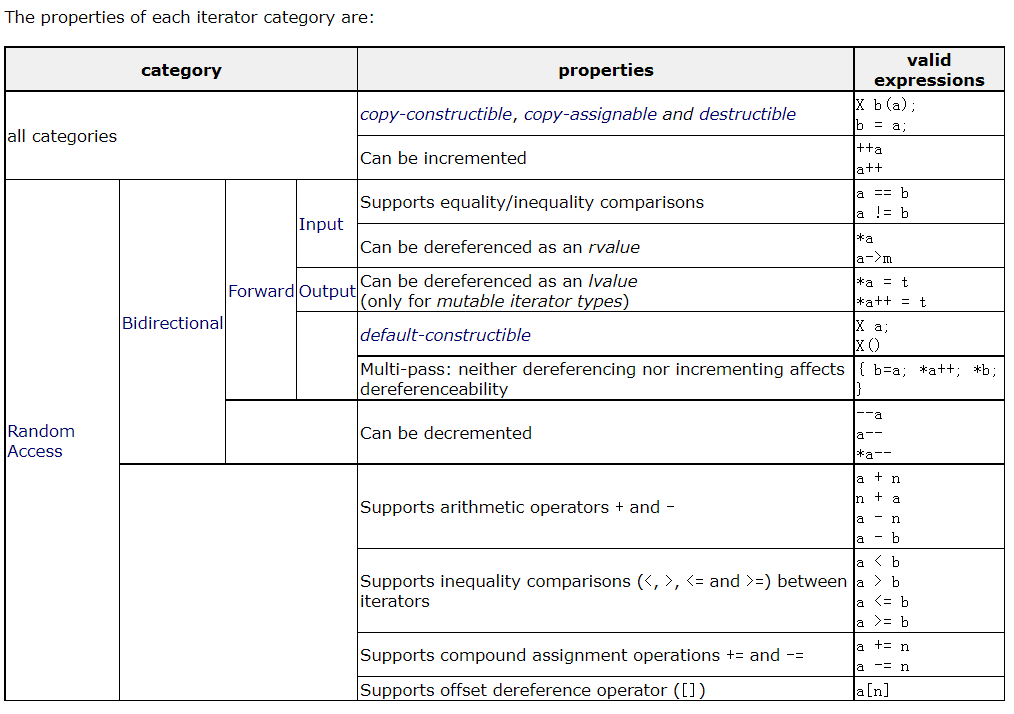 The properties of each iterator category are:
category
properties
valid
expressions
all categories
copy-constructible, copy-assignable and destructible
X b(a);
b = a;
Can be incremented
++a
a++
Random
Access
Bidirectional
Forward
Input
Supports equality/inequality comparisons
a == b
a != b
Can be dereferenced as an rvalue
*a
a->m
Output
Can be dereferenced as an lvalue
(only for mutable iterator types)
*a = t
*a++ = t
default-constructible
X a;
X()
Multi-pass: neither dereferencing nor incrementing affects
dereferenceability
{ b=a; *a++; *b;
}
Can be decremented
--a
a--
*a--
Supports arithmetic operators + and -
a + n
n + a
a - n
a - b
Supports inequality comparisons (<, >, <= and >=) between
iterators
a < b
a > b
a <= b
a >= b
Supports compound assignment operations += and -=
a += n
a -= n
Supports offset dereference operator ([])
a[n]